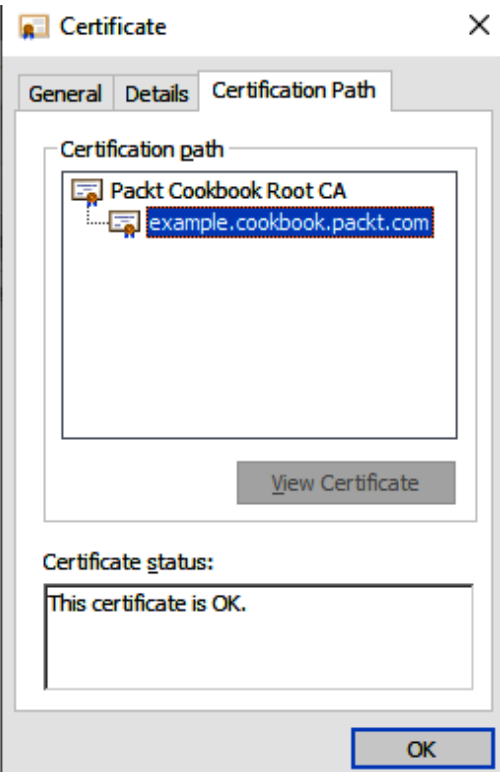 Certificate
General Details Certification Path
Certification path
Packt Cookbook Root CA
example.cookbook.packt.com
View Certificate
Certificate status:
This certificate is OK.
OK